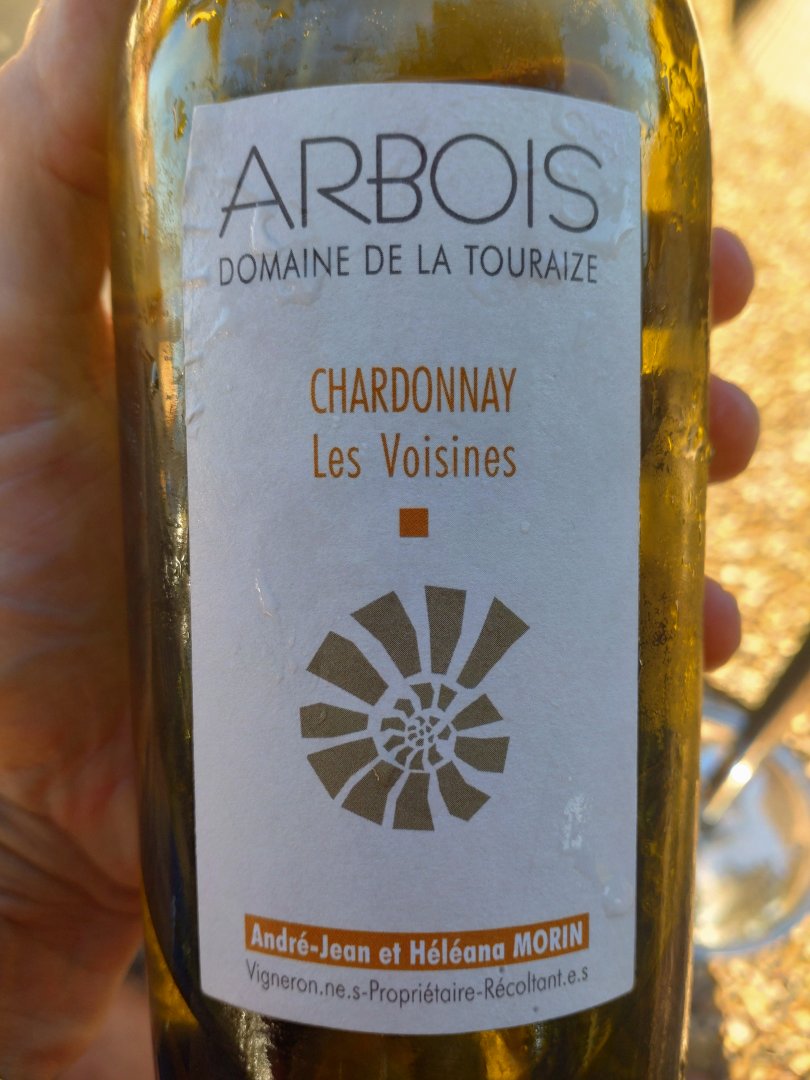 ARBOIS
DOMAINE DE LA TOURAIZE
CHARDONNAY
Les Voisines
André-Jean et Héléana MORIN
Vigneron.ne.s-Propriétaire-Récoltant.e.s